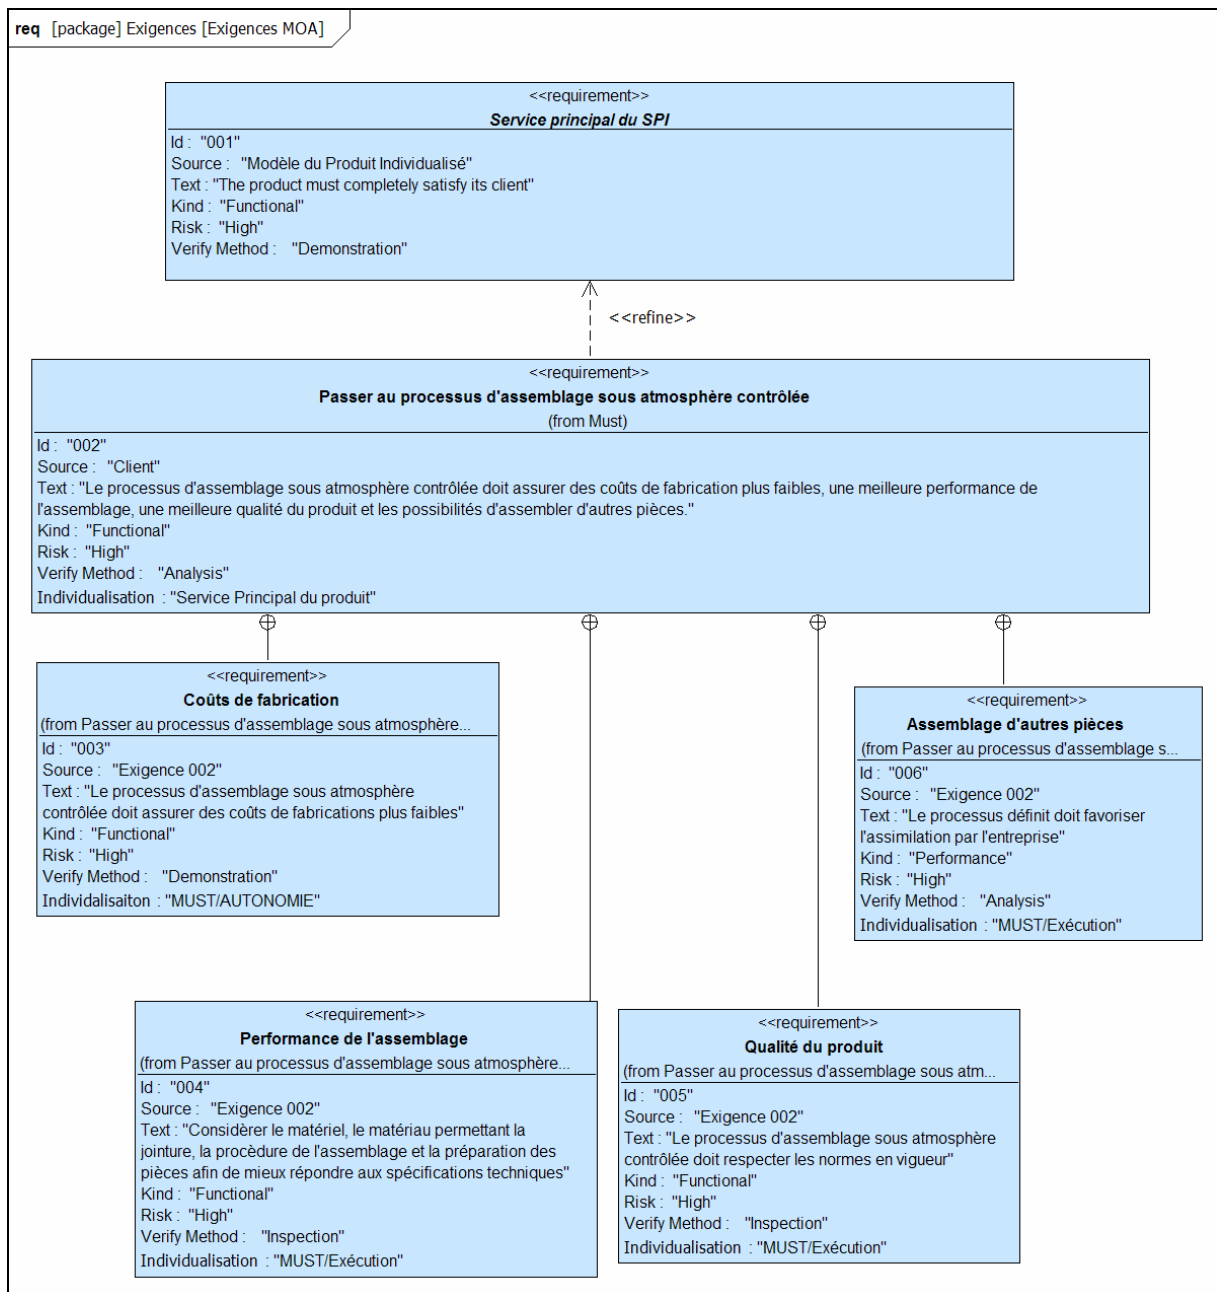 req [package] Exigences [Exigences MOA]
<<requirement>>
Service principal du SPI
Id : "001"
Source : "Modèle du Produit Individualisé"
Text : "The product must completely satisfy its client"
Kind : "Functional"
Risk : "High"
Verify Method : "Demonstration"
<<refine>>
<<requirement>>
Passer au processus d'assemblage sous atmosphère contrôlée
(from Must)
Id : "002"
Source : "Client"
Text : "Le processus d'assemblage sous atmosphère contrôlée doit assurer des coûts de fabrication plus faibles, une meilleure performance de
l'assemblage, une meilleure qualité du produit et les possibilités d'assembler d'autres pièces."
Kind : "Functional"
Risk : "High"
Verify Method : "Analysis"
Individualisation : "Service Principal du produit"
<<requirement>>
Coûts de fabrication
(from Passer au processus d'assemblage sous atmosphère...
Id : "003"
Source : "Exigence 002"
Text : "Le processus d'assemblage sous atmosphère
contrôlée doit assurer des coûts de fabrications plus faibles"
Kind : "Functional"
Risk : "High"
Verify Method : "Demonstration"
Individalisaiton : "MUST/AUTONOMIE"
<<requirement>>
Assemblage d'autres pièces
(from Passer au processus d'assemblage s...
Id : "006"
Source : "Exigence 002"
Text : "Le processus définit doit favoriser
l'assimilation par l'entreprise"
Kind : "Performance"
Risk : "High"
Verify Method : "Analysis"
Individualisation : "MUST/Exécution"
<<requirement>>
Performance de l'assemblage
(from Passer au processus d'assemblage sous atmosphère...
Id : "004"
Source : "Exigence 002"
Text : "Considèrer le matériel, le matériau permettant la
jointure, la procèdure de l'assemblage et la préparation des
pièces afin de mieux répondre aux spécifications techniques"
Kind : "Functional"
Risk : "High"
Verify Method : "Inspection"
Individualisation : "MUST/Exécution"
<<requirement>>
Qualité du produit
(from Passer au processus d'assemblage sous atm...
Id : "005"
Source : "Exigence 002"
Text : "Le processus d'assemblage sous atmosphère
contrôlée doit respecter les normes en vigueur"
Kind : "Functional"
Risk : "High"
Verify Method : "Inspection"
Individualisation : "MUST/Exécution"